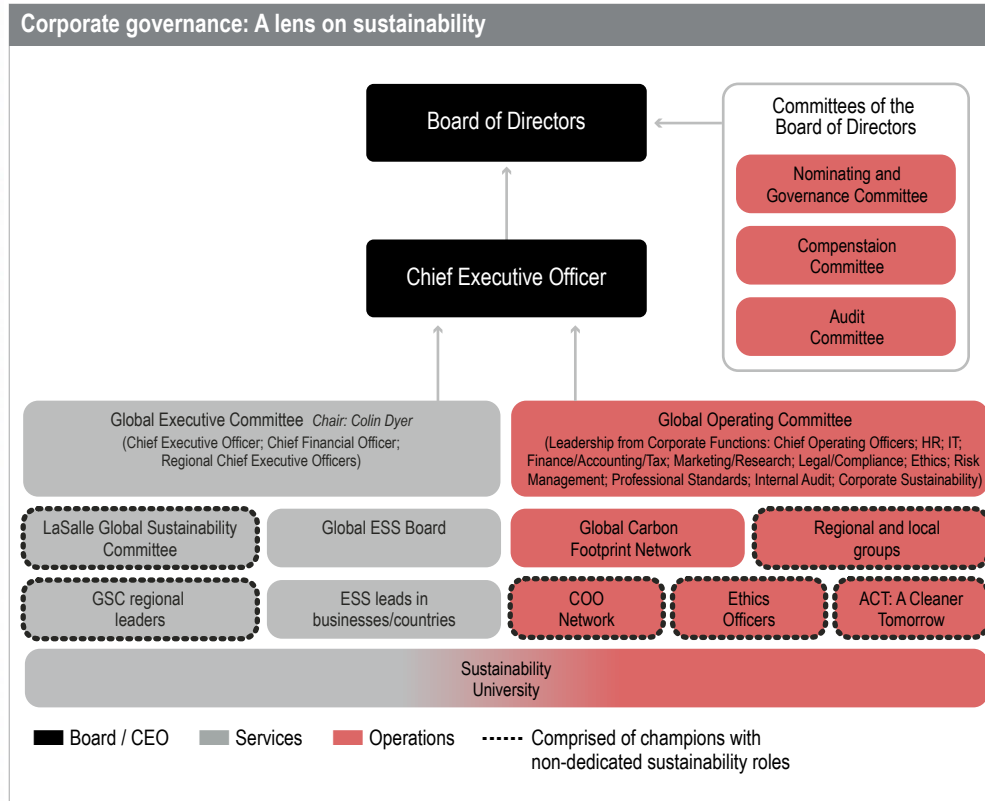 Corporate governance: A lens on sustainability
Board of Directors
Committees of the
Board of Directors
Nominating and
Governance Committee
Compenstaion
Committee
Audit
Committee
Chief Executive Officer
Global Executive Committee Chair: Colin Dyer
(Chief Executive Officer; Chief Financial Officer;
Regional Chief Executive Officers)
Global Operating Committee
(Leadership from Corporate Functions: Chief Operating Officers; HR; IT;
Finance/Accounting/Tax; Marketing/Research; Legal/Compliance; Ethics; Risk
Management; Professional Standards; Internal Audit; Corporate Sustainability)
LaSalle Global Sustainability
Committee
Global ESS Board
Global Carbon
Footprint Network
Regional and local
groups
GSC regional
leaders
ESS leads in
businesses/countries
COO
Network
Ethics
Officers
ACT: A Cleaner
Tomorrow
Sustainability
University
Board / CEO
Services
Operations
Comprised of champions with
non-dedicated sustainability roles